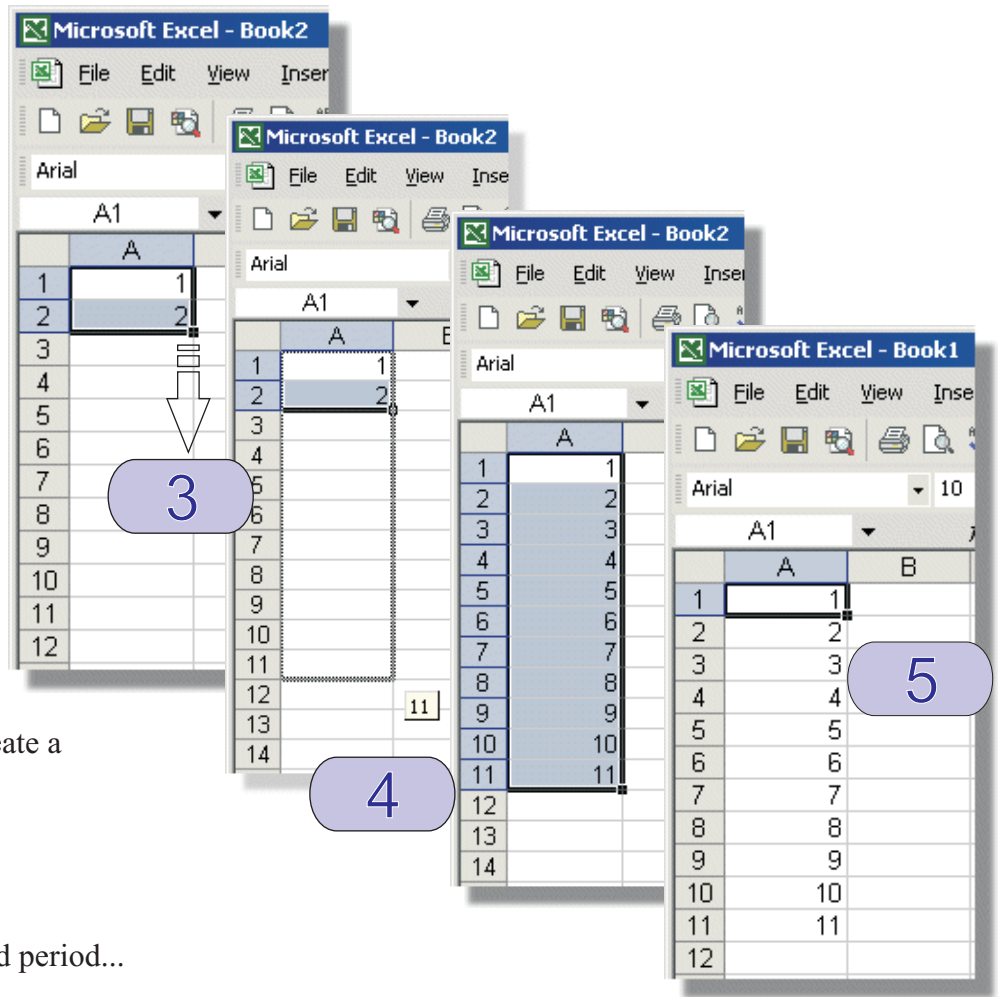 Microsoft Excel - Book2
File Edit View Inser
Arial
A1
A
1 1
2 2
3
4
5
6
7
8
9
10
11
12
3
Microsoft Excel - Book2
File Edit View Inse
Arial
A1
A
1 1
2 2
3
4
5
6
7
8
9
10
11
12
13
14
11
4
Microsoft Excel - Book2
File Edit View Inser
Arial
A1
A
1 1
2 2
3 3
4 4
5 5
6 6
7 7
8 8
9 9
10 10
11 11
12
13
14
Microsoft Excel - Book1
File Edit View Inse
Arial 10
A1
A B
1 1
2 2
3 3
4 4
5 5
6 6
7 7
8 8
9 9
10 10
11 11
12
5
eate a
d period...